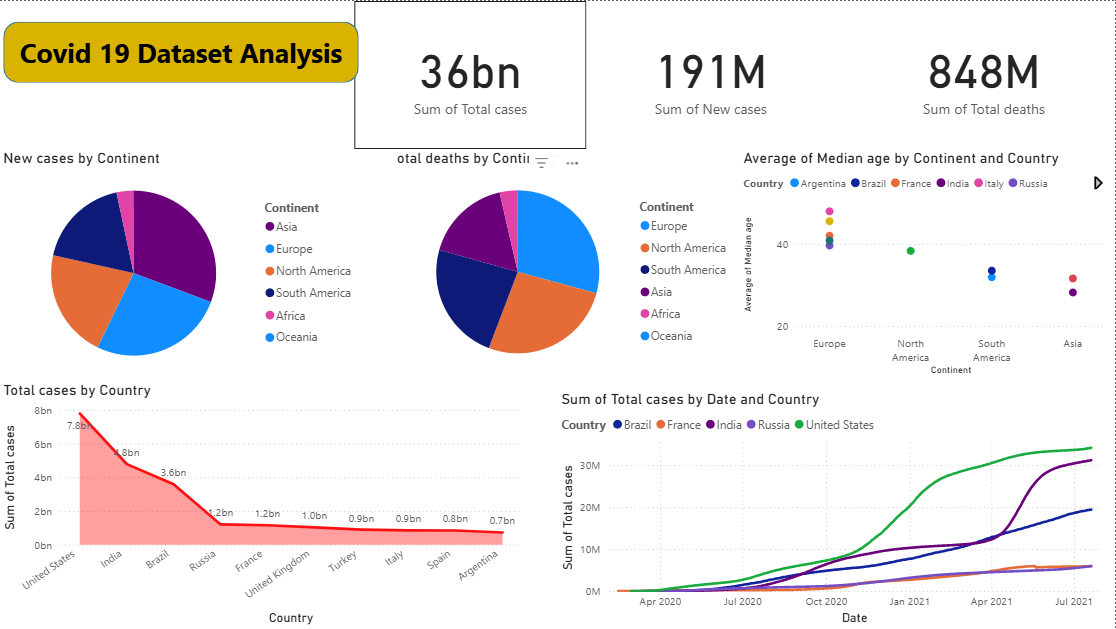 Covid 19 Dataset Analysis
36bn
Sum of Total cases
191M
Sum of New cases
848M
Sum of Total deaths
New cases by Continent
Continent
Asia
Europe
North America
South America
Africa
Oceania
otal deaths by Conti
Continent
Europe
North America
South America
Asia
Africa
Oceania
Average of Median age by Continent and Country
Country Argentina Brazil France India Italy Russia
Average of Median age
40
20
Europe
North America
South America
Asia
Continent
Total cases by Country
Sum of Total cases
8bn
6bn
4bn
2bn
0bn
7.8bn
4.8bn
3.6bn
1.2bn
1.2bn
1.0bn
0.9bn
0.9bn
0.8bn
0.7bn
United States
India
Brazil
Russia
France
United Kingdom
Turkey
Italy
Spain
Argentina
Country
Sum of Total cases by Date and Country
Country Brazil France India Russia United States
Sum of Total cases
30M
20M
10M
0M
Apr 2020
Jul 2020
Oct 2020
Jan 2021
Apr 2021
Jul 2021
Date